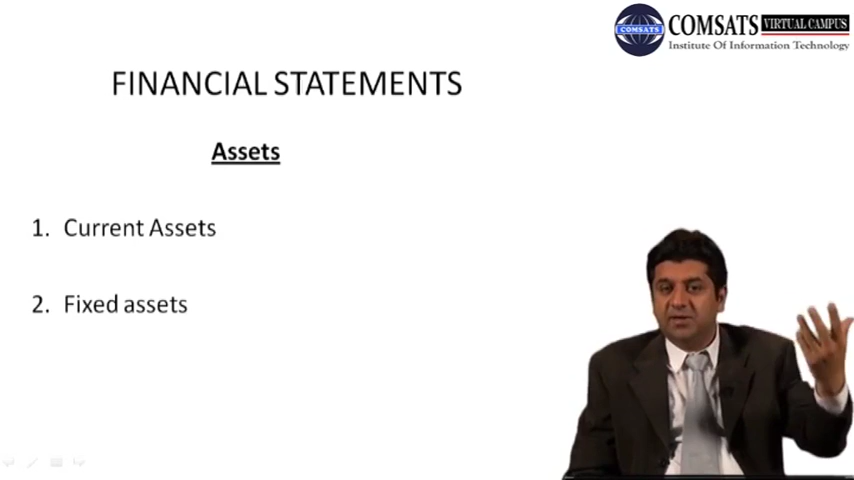 COMSATS VIRTUAL CAMPUS
COMSATS
Institute Of Information Technology
FINANCIAL STATEMENTS
Assets
1. Current Assets
2. Fixed assets